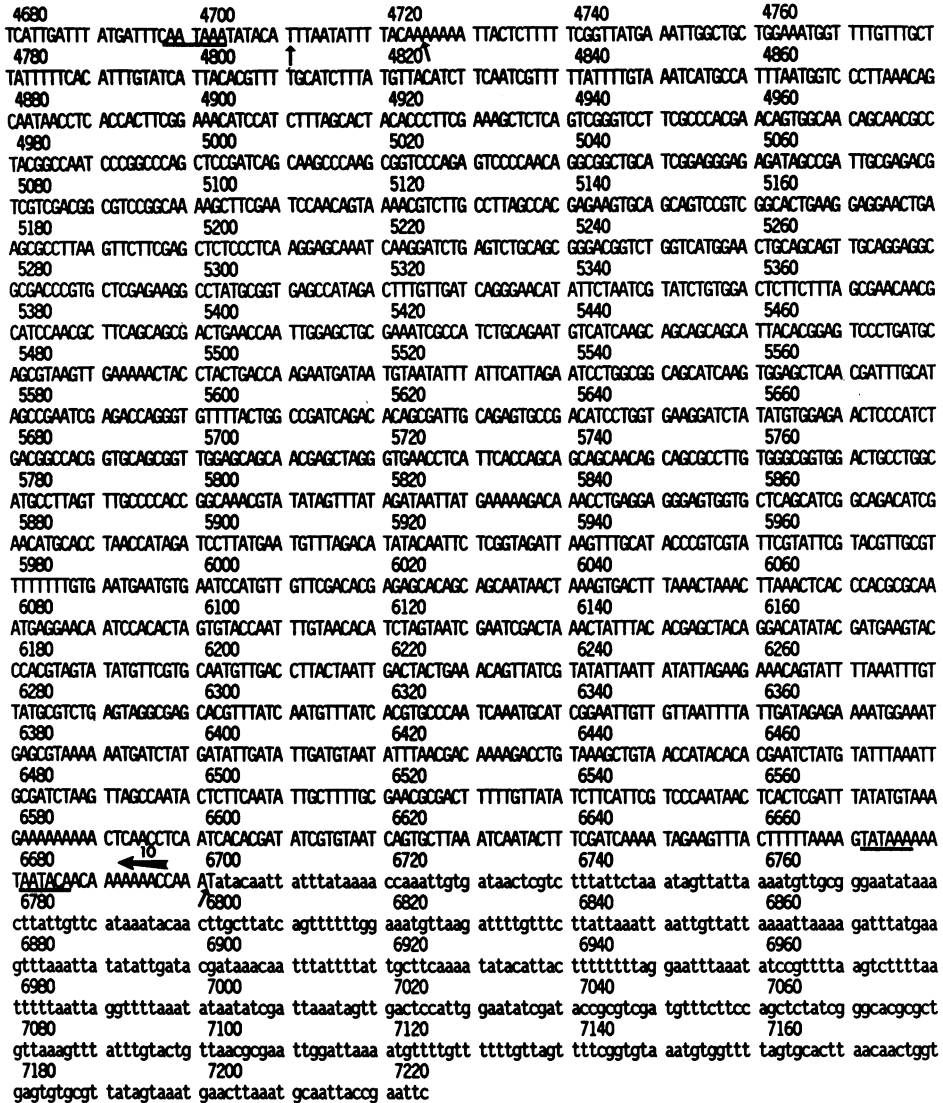 4680 4700 4720 4740 4760
TCATTGATTT ATGATTTCAA TAAATATACA TTTAATATTT TACAAAAAAA TTACTCTTTT TCGGTTATGA AATTGGCTGC TGGAAATGGT TTTGTTTGCT
4780 4800 4820 4840 4860
TATTTTTCAC ATTTGTATCA TTACACGTTT TGCATCTTTA TGTTACATCT TCAATCGTTT TTATTTTGTA AATCATGCCA TTTAATGGTC CCTTAAACAG
4880 4900 4920 4940 4960
CAATAACCTC ACCACTTCGG AAACATCCAT CTTTAGCACT ACACCCTTCG AAAGCTCTCA GTCGGGTCCT TCGCCCACGA ACAGTGGCAA CAGCAACGCC
4980 5000 5020 5040 5060
TACGGCCAAT CCCGGCCCAG CTCCGATCAG CAAGCCCAAG CGGTCCCAGA GTCCCCAACA GGCGGCTGCA TCGGAGGGAG AGATAGCCGA TTGCGAGACG
5080 5100 5120 5140 5160
TCGTCGACGG CGTCCGGCAA AAGCTTCGAA TCCAACAGTA AAACGTCTTG CCTTAGCCAC GAGAAGTGCA GCAGTCCGTC GGCACTGAAG GAGGAACTGA
5180 5200 5220 5240 5260
AGCGCCTTAA GTTCTTCGAG CTCTCCCTCA AGGAGCAAAT CAAGGATCTG AGTCTGCAGC GGGACGGTCT GGTCATGGAA CTGCAGCAGT TGCAGGAGGC
5280 5300 5320 5340 5360
GCGACCCGTG CTCGAGAAGG CCTATGCGGT GAGCCATAGA CTTTGTTGAT CAGGGAACAT ATTCTAATCG TATCTGTGGA CTCTTCTTTA GCGAACAACG
5380 5400 5420 5440 5460
CATCCAACGC TTCAGCAGCG ACTGAACCAA TTGGAGCTGC GAAATCGCCA TCTGCAGAAT GTCATCAAGC AGCAGCAGCA TTACACGGAG TCCCTGATGC
5480 5500 5520 5540 5560
AGCGTAAGTT GAAAAACTAC CTACTGACCA AGAATGATAA TGTAATATTT ATTCATTAGA ATCCTGGCGG CAGCATCAAG TGGAGCTCAA CGATTTGCAT
5580 5600 5620 5640 5660
AGCCGAATCG AGACCAGGGT GTTTTACTGG CCGATCAGAC ACAGCGATTG CAGAGTGCCG ACATCCTGGT GAAGGATCTA TATGTGGAGA ACTCCCATCT
5680 5700 5720 5740 5760
GACGGCCACG GTGCAGCGGT TGGAGCAGCA ACGAGCTAGG GTGAACCTCA TTCACCAGCA GCAGCAACAG CAGCGCCTTG TGGGCGGTGG ACTGCCTGGC
5780 5800 5820 5840 5860
ATGCCTTAGT TTGCCCCACC GGCAAACGTA TATAGTTTAT AGATAATTAT GAAAAAGACA AACCTGAGGA GGGAGTGGTG CTCAGCATCG GCAGACATCG
5880 5900 5920 5940 5960
AACATGCACC TAACCATAGA TCCTTATGAA TGTTTAGACA TATACAATTC TCGGTAGATT AAGTTTGCAT ACCCGTCGTA TTCGTATTCG TACGTTGCGT
5980 6000 6020 6040 6060
TTTTTTTGTG AATGAATGTG AATCCATGTT GTTCGACACG AGAGCACAGC AGCAATAACT AAAGTGACTT TAAACTAAAC TTAAACTCAC CCACGCGCAA
6080 6100 6120 6140 6160
ATGAGGAACA ATCCACACTA GTGTACCAAT TTGTAACACA TCTAGTAATC GAATCGACTA AACTATTTAC ACGAGCTACA GGACATATAC GATGAAGTAC
6180 6200 6220 6240 6260
CCACGTAGTA TATGTTCGTG CAATGTTGAC CTTACTAATT GACTACTGAA ACAGTTATCG TATATTAATT ATATTAGAAG AAACAGTATT TTAAATTTGT
6280 6300 6320 6340 6360
TATGCGTCTG AGTAGGCGAG CACGTTTATC AATGTTTATC ACGTGCCCAA TCAAATGCAT CGGAATTGTT GTTAATTTTA TTGATAGAGA AAATGGAAAT
6380 6400 6420 6440 6460
GAGCGTAAAA AATGATCTAT GATATTGATA TTGATGTAAT ATTTAACGAC AAAAGACCTG TAAAGCTGTA ACCATACACA CGAATCTATG TATTTAAATT
6480 6500 6520 6540 6560
GCGATCTAAG TTAGCCAATA CTCTTCAATA TTGCTTTTGC GAACGCGACT TTTTGTTATA TCTTCATTCG TCCCAATAAC TCACTCGATT TATATGTAAA
6580 6600 6620 6640 6660
GAAAAAAAAA CTCAACCTCA ATCACACGAT ATCGTGTAAT CAGTGCTTAA ATCAATACTT TCGATCAAAA TAGAAGTTTA CTTTTTAAAA GTATAAAAAA
6680 10 6700 6720 6740 6760
TAATACAACA AAAAAACCAA ATatacaatt atttataaaa ccaaattgtg ataactcgtc tttattctaa atagttatta aaatgttgcg ggaatataaa
6780 6800 6820 6840 6860
cttattgttc ataaatacaa cttgcttatc agttttttgg aaatgttaag attttgtttc ttattaaatt aattgttatt aaaattaaaa gatttatgaa
6880 6900 6920 6940 6960
gtttaaatta tatattgata cgataaacaa tttattttat tgcttcaaaa tatacattac tttttttttag gaatttaaat atccgtttta agtcttttaa
6980 7000 7020 7040 7060
tttttaatta ggttttaaat ataatatcga ttaaatagtt gactccattg gaatatcgat accgcgtcga tgtttcttcc agctctatcg ggcacgcgct
7080 7100 7120 7140 7160
gttaaagttt atttgtactg ttaacgcgaa ttggattaaa atgttttgtt tttttgttagt tttcggtgta aatgtggttt tagtgcactt aacaactggt
7180 7200 7220
gagtgtgcgt tatagtaaat gaacttaaat gcaattaccg aattc